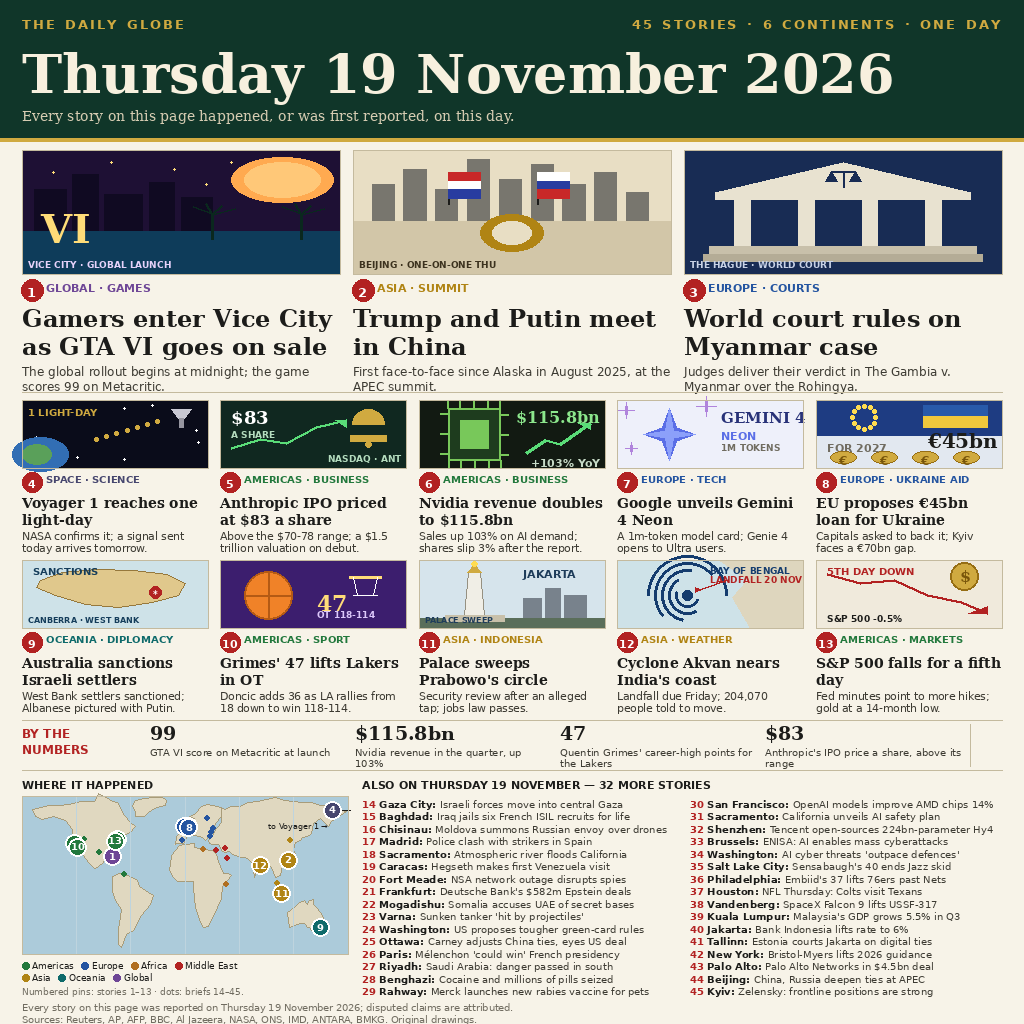 THE DAILY GLOBE
45 STORIES · 6 CONTINENTS · ONE DAY
Thursday 19 November 2026
Every story on this page happened, or was first reported, on this day.
VI
VICE CITY · GLOBAL LAUNCH
1 GLOBAL · GAMES
Gamers enter Vice City
as GTA VI goes on sale
The global rollout begins at midnight; the game
scores 99 on Metacritic.
BEIJING · ONE-ON-ONE THU
2 ASIA · SUMMIT
Trump and Putin meet
in China
First face-to-face since Alaska in August 2025, at the
APEC summit.
THE HAGUE · WORLD COURT
3 EUROPE · COURTS
World court rules on
Myanmar case
Judges deliver their verdict in The Gambia v.
Myanmar over the Rohingya.
1 LIGHT-DAY
4 SPACE · SCIENCE
Voyager 1 reaches one
light-day
NASA confirms it; a signal sent
today arrives tomorrow.
$83
A SHARE
NASDAQ · ANT
5 AMERICAS · BUSINESS
Anthropic IPO priced
at $83 a share
Above the $70-78 range; a $1.5
trillion valuation on debut.
$115.8bn
+103% YoY
6 AMERICAS · BUSINESS
Nvidia revenue doubles
to $115.8bn
Sales up 103% on AI demand;
shares slip 3% after the report.
GEMINI 4
NEON
1M TOKENS
7 EUROPE · TECH
Google unveils Gemini
4 Neon
A 1m-token model card; Genie 4
opens to Ultra users.
FOR 2027
€45bn
€ € € €
8 EUROPE · UKRAINE AID
EU proposes €45bn
loan for Ukraine
Capitals asked to back it; Kyiv
faces a €70bn gap.
SANCTIONS
CANBERRA · WEST BANK
9 OCEANIA · DIPLOMACY
Australia sanctions
Israeli settlers
West Bank settlers sanctioned;
Albanese pictured with Putin.
47
OT 118-114
10 AMERICAS · SPORT
Grimes' 47 lifts Lakers
in OT
Doncic adds 36 as LA rallies from
18 down to win 118-114.
JAKARTA
PALACE SWEEP
11 ASIA · INDONESIA
Palace sweeps
Prabowo's circle
Security review after an alleged
tap; jobs law passes.
BAY OF BENGAL
LANDFALL 20 NOV
12 ASIA · WEATHER
Cyclone Akvan nears
India's coast
Landfall due Friday; 204,070
people told to move.
5TH DAY DOWN
$
S&P 500 -0.5%
13 AMERICAS · MARKETS
S&P 500 falls for a fifth
day
Fed minutes point to more hikes;
gold at a 14-month low.
BY THE
NUMBERS
99
GTA VI score on Metacritic at launch
$115.8bn
Nvidia revenue in the quarter, up
103%
47
Quentin Grimes' career-high points for
the Lakers
$83
Anthropic's IPO price a share, above its
range
WHERE IT HAPPENED
4
to Voyager 1 →
8
10
13
1
12
2
11
9
Americas Europe Africa Middle East
Asia Oceania Global
Numbered pins: stories 1–13 · dots: briefs 14–45.
ALSO ON THURSDAY 19 NOVEMBER — 32 MORE STORIES
14 Gaza City: Israeli forces move into central Gaza
15 Baghdad: Iraq jails six French ISIL recruits for life
16 Chisinau: Moldova summons Russian envoy over drones
17 Madrid: Police clash with strikers in Spain
18 Sacramento: Atmospheric river floods California
19 Caracas: Hegseth makes first Venezuela visit
20 Fort Meade: NSA network outage disrupts spies
21 Frankfurt: Deutsche Bank's $582m Epstein deals
22 Mogadishu: Somalia accuses UAE of secret bases
23 Varna: Sunken tanker 'hit by projectiles'
24 Washington: US proposes tougher green-card rules
25 Ottawa: Carney adjusts China ties, eyes US deal
26 Paris: Mélenchon 'could win' French presidency
27 Riyadh: Saudi Arabia: danger passed in south
28 Benghazi: Cocaine and millions of pills seized
29 Rahway: Merck launches new rabies vaccine for pets
30 San Francisco: OpenAI models improve AMD chips 14%
31 Sacramento: California unveils AI safety plan
32 Shenzhen: Tencent open-sources 224bn-parameter Hy4
33 Brussels: ENISA: AI enables mass cyberattacks
34 Washington: AI cyber threats 'outpace defences'
35 Salt Lake City: Sensabaugh's 40 ends Jazz skid
36 Philadelphia: Embiid's 37 lifts 76ers past Nets
37 Houston: NFL Thursday: Colts visit Texans
38 Vandenberg: SpaceX Falcon 9 lifts USSF-317
39 Kuala Lumpur: Malaysia's GDP grows 5.5% in Q3
40 Jakarta: Bank Indonesia lifts rate to 6%
41 Tallinn: Estonia courts Jakarta on digital ties
42 New York: Bristol-Myers lifts 2026 guidance
43 Palo Alto: Palo Alto Networks in $4.5bn deal
44 Beijing: China, Russia deepen ties at APEC
45 Kyiv: Zelensky: frontline positions are strong
Every story on this page was reported on Thursday 19 November 2026; disputed claims are attributed.
Sources: Reuters, AP, AFP, BBC, Al Jazeera, NASA, ONS, IMD, ANTARA, BMKG. Original drawings.